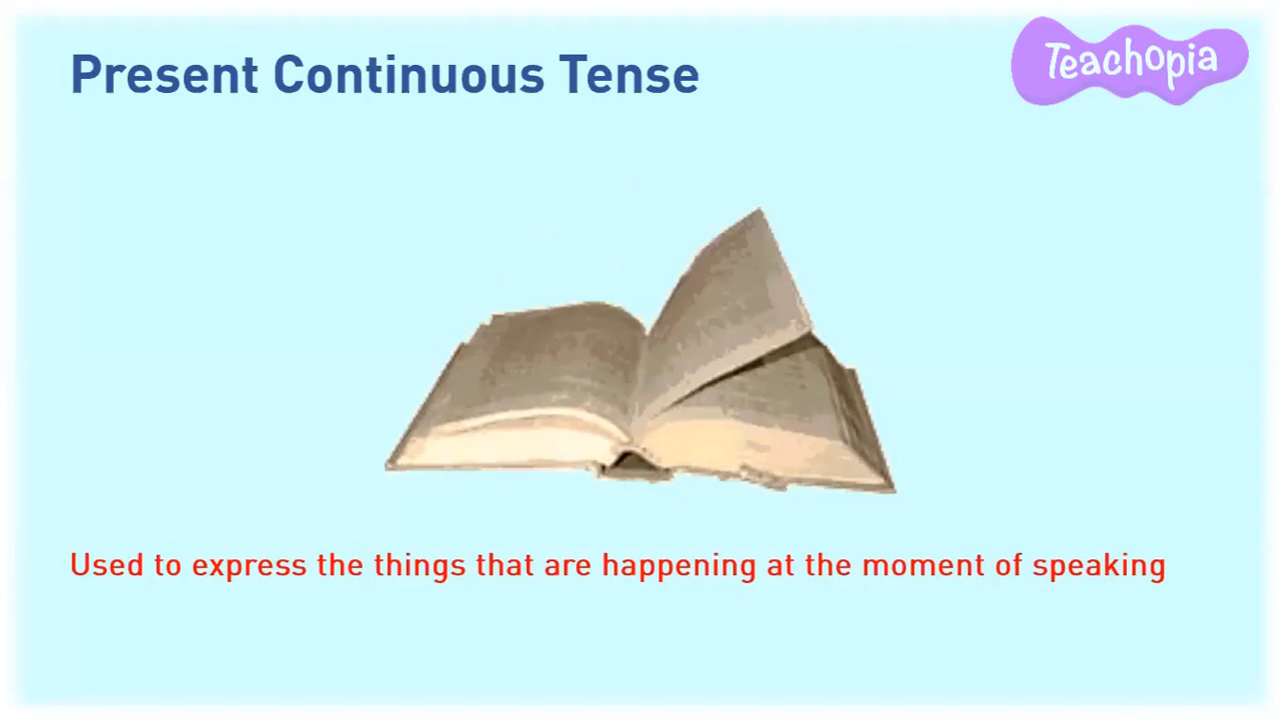 Present Continuous Tense
Teachopia
Used to express the things that are happening at the moment of speaking